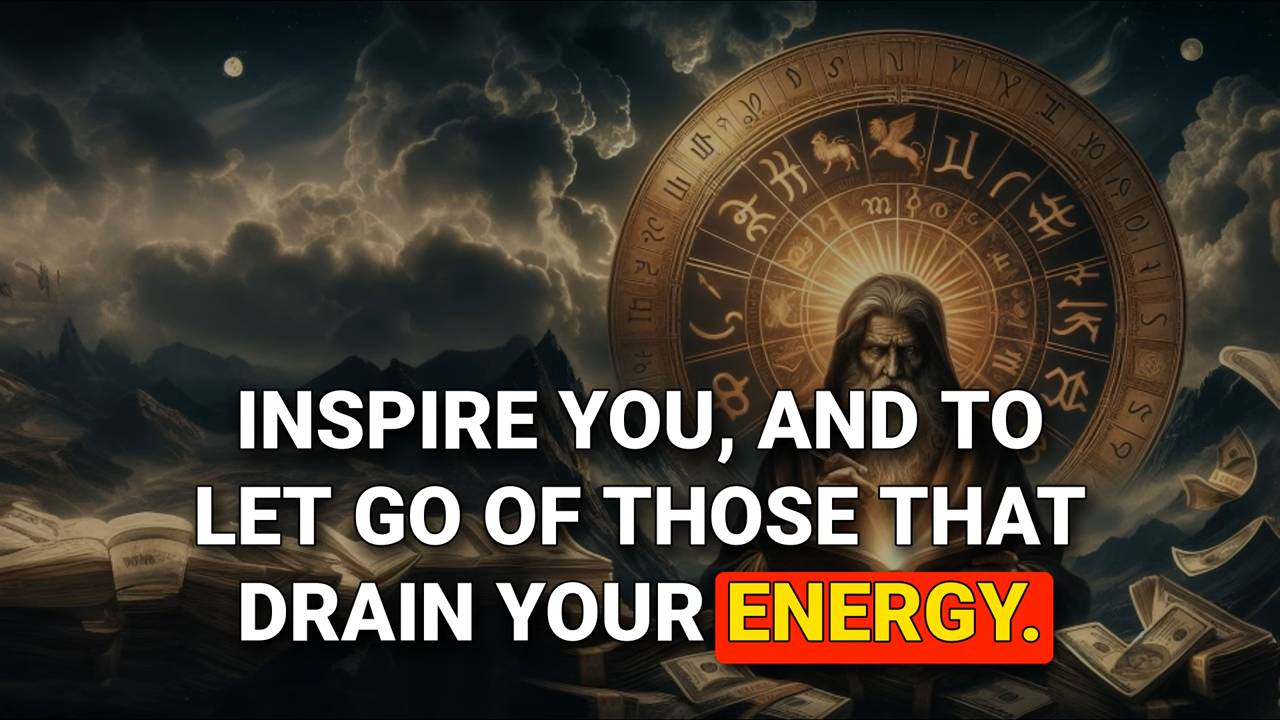 INSPIRE YOU, AND TO
LET GO OF THOSE THAT
DRAIN YOUR ENERGY.